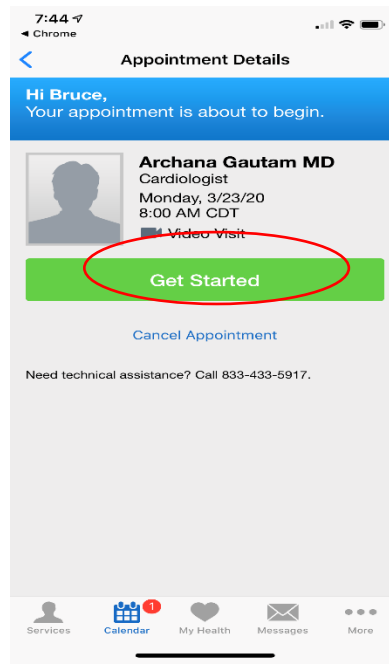 7:44
◀ Chrome
Appointment Details
Hi Bruce,
Your appointment is about to begin.
Archana Gautam MD
Cardiologist
Monday, 3/23/20
8:00 AM CDT
Video Visit
Get Started
Cancel Appointment
Need technical assistance? Call 833-433-5917.
1
Services Calendar My Health Messages More